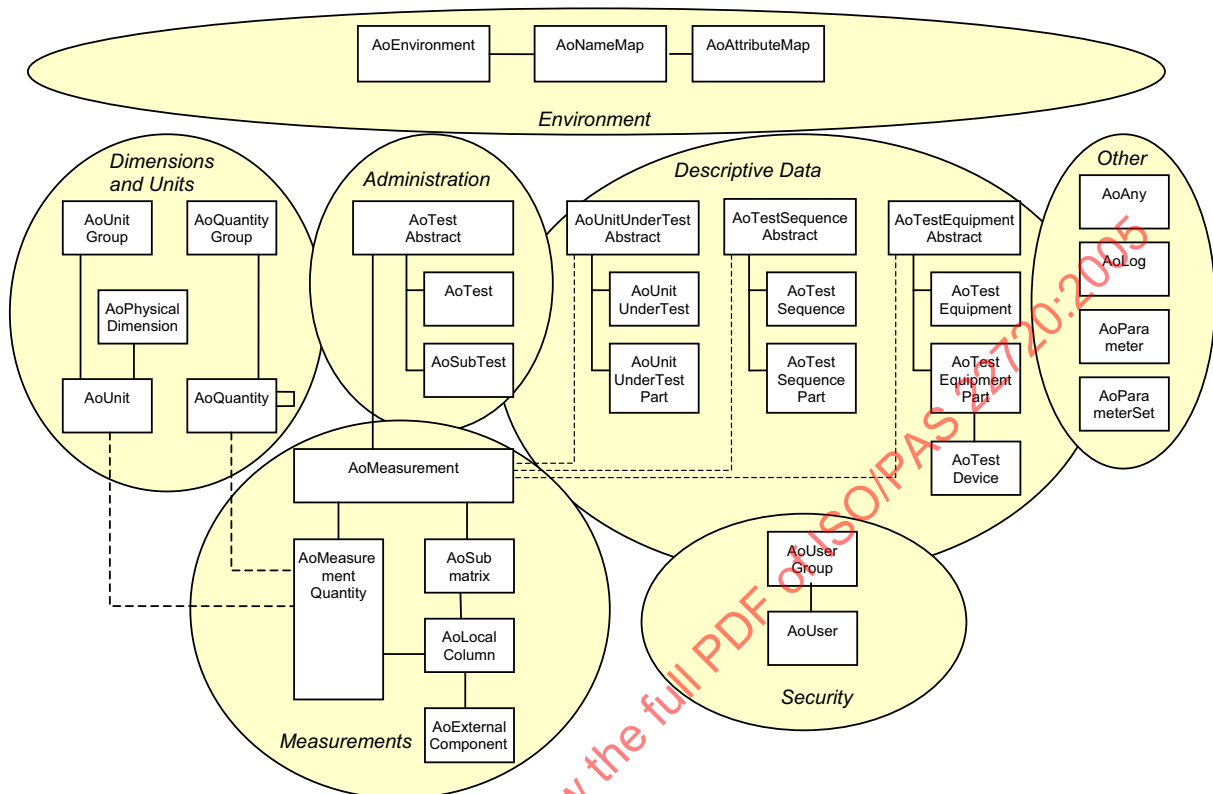 AoEnvironment
AoNameMap
AoAttributeMap
Environment
Dimensions
and Units
AoUnit
Group
AoQuantity
Group
AoPhysical
Dimension
AoUnit
AoQuantity
Administration
AoTest
Abstract
AoTest
AoSubTest
Descriptive Data
AoUnitUnderTest
Abstract
AoUnit
UnderTest
AoUnit
UnderTest
Part
AoTestSequence
Abstract
AoTest
Sequence
AoTest
Sequence
Part
AoTestEquipment
Abstract
AoTest
Equipment
AoTest
Equipment
Part
AoTest
Device
Other
AoAny
AoLog
AoPara
meter
AoPara
meterSet
AoMeasurement
AoMeasure
ment
Quantity
AoSub
matrix
AoLocal
Column
AoExternal
Component
Measurements
AoUser
Group
AoUser
Security
the full PDF of ISO/PAS 22720:2005